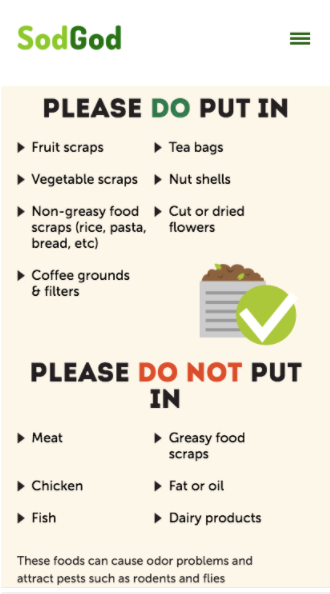 SodGod
PLEASE DO PUT IN
Fruit scraps
Vegetable scraps
Non-greasy food
scraps (rice, pasta,
bread, etc)
Coffee grounds
& filters
Tea bags
Nut shells
Cut or dried
flowers
PLEASE DO NOT PUT
IN
Meat
Chicken
Fish
Greasy food
scraps
Fat or oil
Dairy products
These foods can cause odor problems and
attract pests such as rodents and flies